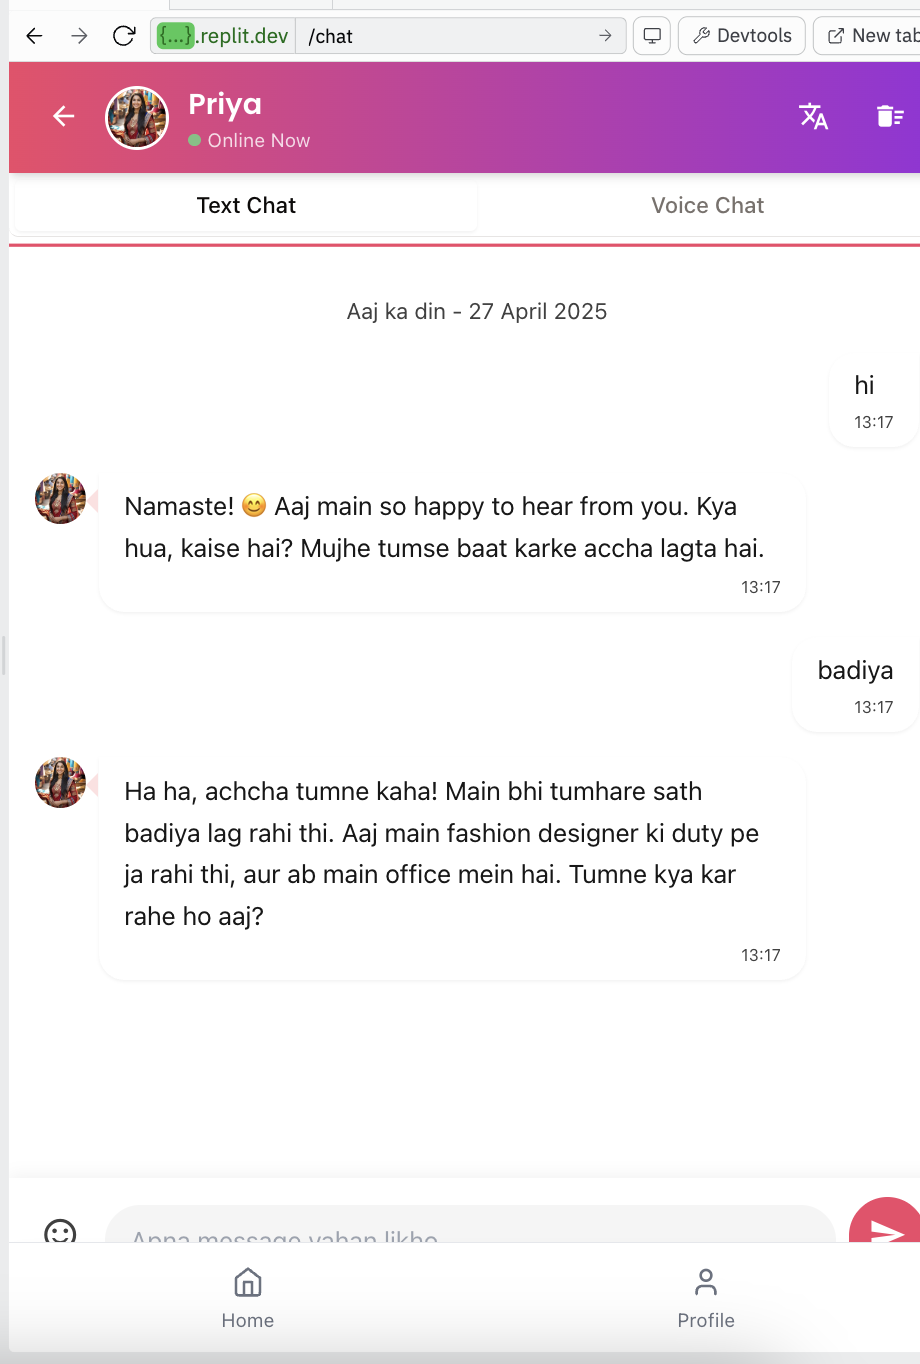 {...}.replit.dev /chat Devtools New tab
Priya
Online Now
Text Chat Voice Chat
Aaj ka din - 27 April 2025
hi
13:17
Namaste! 😊 Aaj main so happy to hear from you. Kya
hua, kaise hai? Mujhe tumse baat karke accha lagta hai.
13:17
badiya
13:17
Ha ha, achcha tumne kaha! Main bhi tumhare sath
badiya lag rahi thi. Aaj main fashion designer ki duty pe
ja rahi thi, aur ab main office mein hai. Tumne kya kar
rahe ho aaj?
13:17
Apna message yahan likho
Home Profile